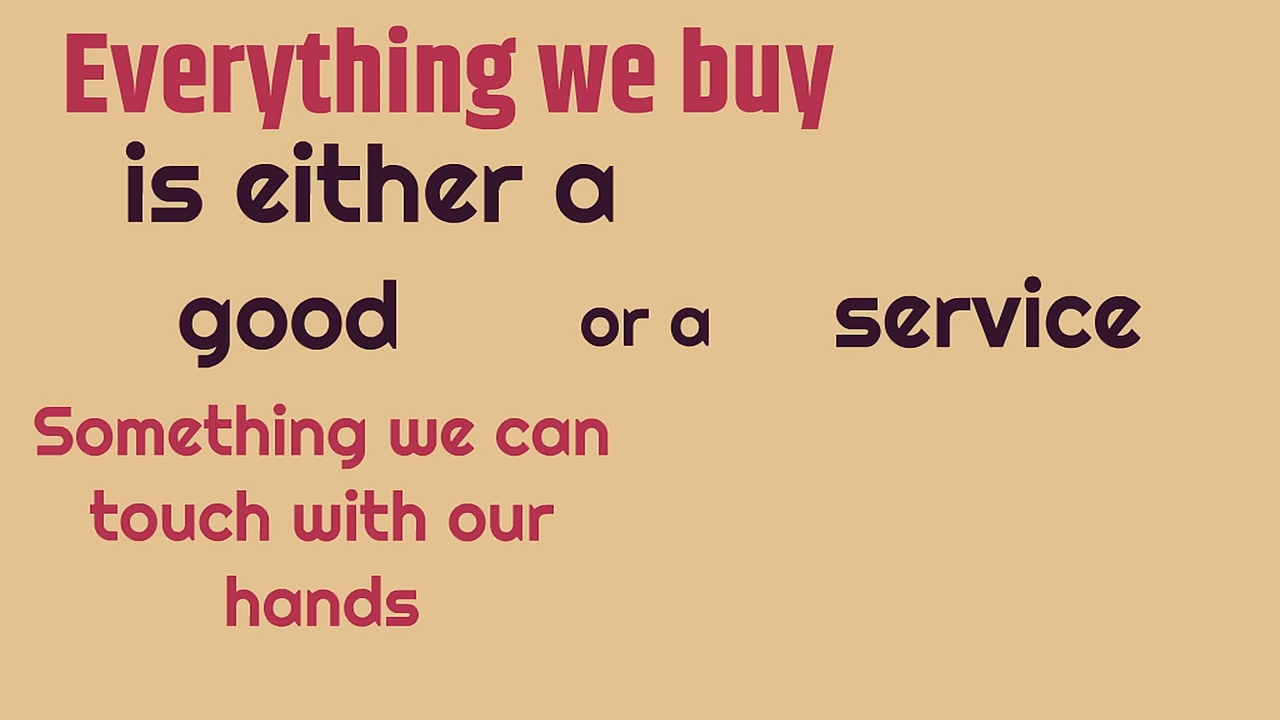 Everything we buy
is either a
good or a service
Something we can
touch with our
hands